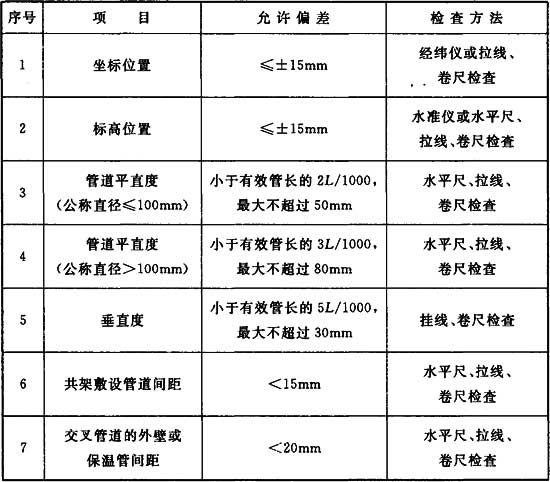 序号 项 目 允许偏差 检查方法
1 坐标位置 ≤±15mm 经纬仪或拉线、
卷尺检查
2 标高位置 ≤±15mm 水准仪或水平尺、
拉线、卷尺检查
3 管道平直度
(公称直径≤100mm) 小于有效管长的 2L/1000,
最大不超过 50mm 水平尺、拉线、
卷尺检查
4 管道平直度
(公称直径>100mm) 小于有效管长的 3L/1000,
最大不超过 80mm 水平尺、拉线、
卷尺检查
5 垂直度 小于有效管长的 5L/1000,
最大不超过 30mm 挂线、卷尺检查
6 共架敷设管道间距 <15mm 水平尺、拉线、
卷尺检查
7 交叉管道的外壁或
保温管间距 <20mm 水平尺、拉线、
卷尺检查